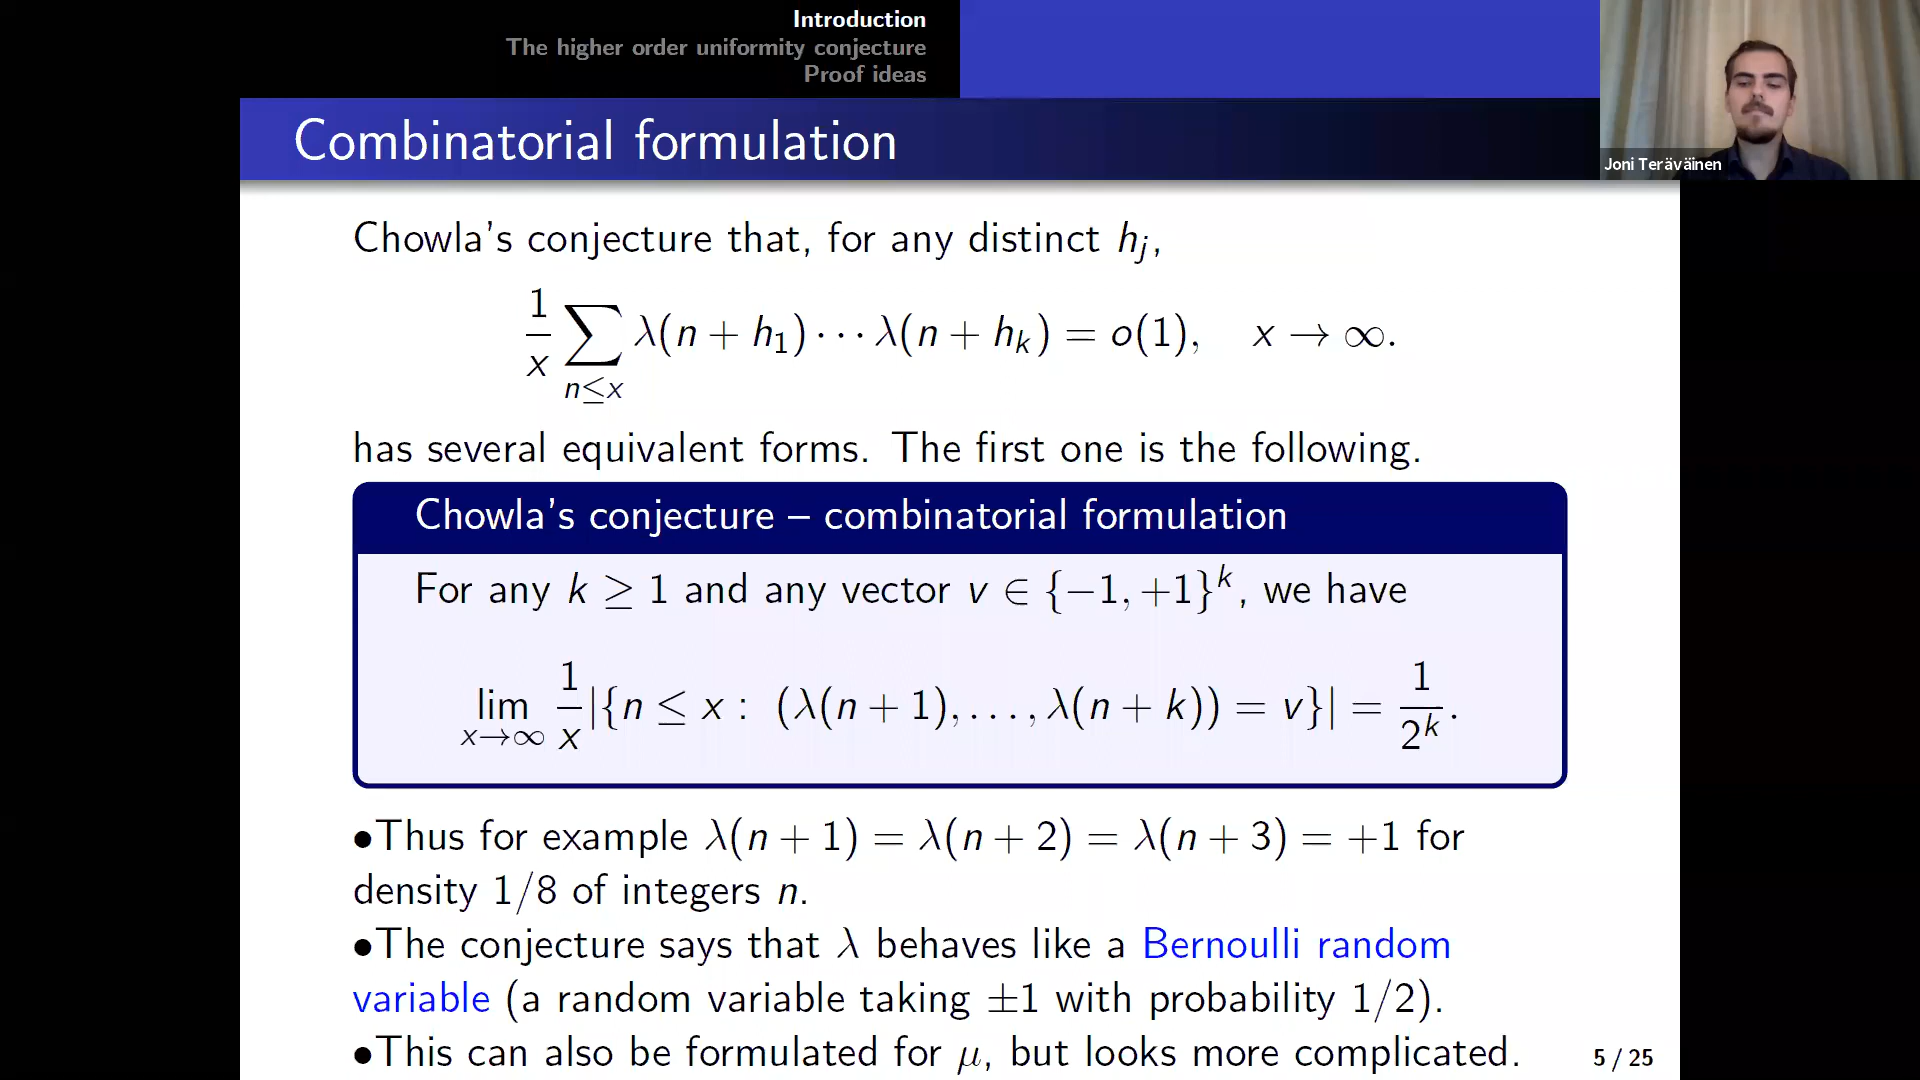 Introduction
The higher order uniformity conjecture
Proof ideas
Combinatorial formulation
Joni Teräväinen
Chowla's conjecture that, for any distinct hⱼ,
1/x ∑_{n≤x} λ(n + h₁) ⋯ λ(n + hₖ) = o(1),  x → ∞.
has several equivalent forms. The first one is the following.
Chowla's conjecture – combinatorial formulation
For any k ≥ 1 and any vector v ∈ {−1, +1}ᵏ, we have
lim_{x→∞} 1/x |{n ≤ x : (λ(n + 1), . . . , λ(n + k)) = v}| = 1/2ᵏ.
•Thus for example λ(n + 1) = λ(n + 2) = λ(n + 3) = +1 for
density 1/8 of integers n.
•The conjecture says that λ behaves like a Bernoulli random
variable (a random variable taking ±1 with probability 1/2).
•This can also be formulated for μ, but looks more complicated.
5 / 25